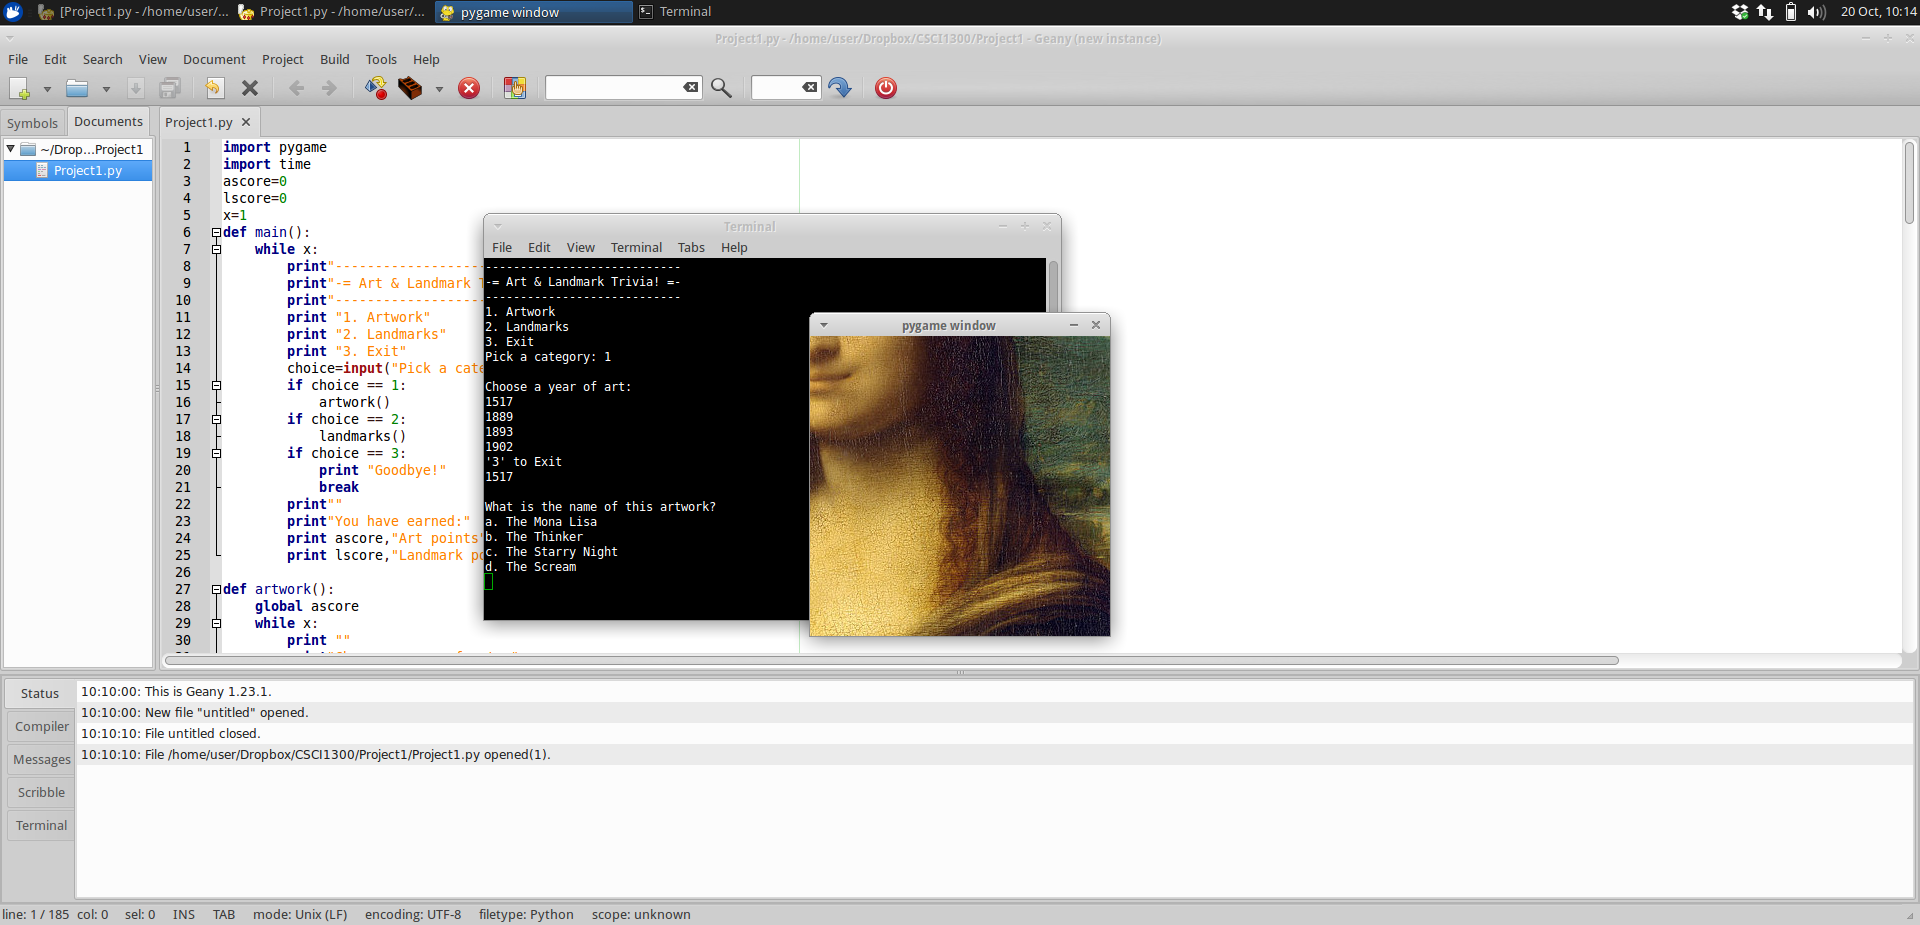 [Project1.py - /home/user/... Project1.py - /home/user/... pygame window Terminal 20 Oct, 10:14
Project1.py - /home/user/Dropbox/CSCI1300/Project1 - Geany (new instance)
File Edit Search View Document Project Build Tools Help
Symbols Documents Project1.py
~/Drop...Project1
Project1.py
1 import pygame
2 import time
3 ascore=0
4 lscore=0
5 x=1
6 def main():
7 while x:
8 print"------------------
9 print"-= Art & Landmark T
10 print"------------------
11 print "1. Artwork"
12 print "2. Landmarks"
13 print "3. Exit"
14 choice=input("Pick a cate
15 if choice == 1:
16 artwork()
17 if choice == 2:
18 landmarks()
19 if choice == 3:
20 print "Goodbye!"
21 break
22 print""
23 print"You have earned:"
24 print ascore,"Art points"
25 print lscore,"Landmark po
26
27 def artwork():
28 global ascore
29 while x:
30 print ""
Terminal
File Edit View Terminal Tabs Help
----------------------------
-= Art & Landmark Trivia! =-
----------------------------
1. Artwork
2. Landmarks
3. Exit
Pick a category: 1
Choose a year of art:
1517
1889
1893
1902
'3' to Exit
1517
What is the name of this artwork?
a. The Mona Lisa
b. The Thinker
c. The Starry Night
d. The Scream
pygame window
Status
Compiler
Messages
Scribble
Terminal
10:10:00: This is Geany 1.23.1.
10:10:00: New file "untitled" opened.
10:10:10: File untitled closed.
10:10:10: File /home/user/Dropbox/CSCI1300/Project1/Project1.py opened(1).
line: 1 / 185 col: 0 sel: 0 INS TAB mode: Unix (LF) encoding: UTF-8 filetype: Python scope: unknown